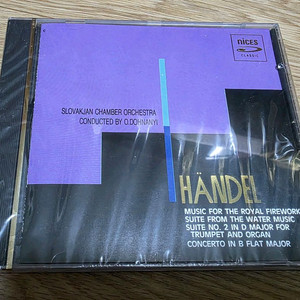 nices
CLASSIC
SLOVAKJAN CHAMBER ORCHESTRA
CONDUCTED BY O.DOHNANYI
HÄNDEL
MUSIC FOR THE ROYAL FIREWORK
SUITE FROM THE WATER MUSIC
SUITE NO. 2 IN D MAJOR FOR
TRUMPET AND ORGAN
CONCERTO IN B FLAT MAJOR